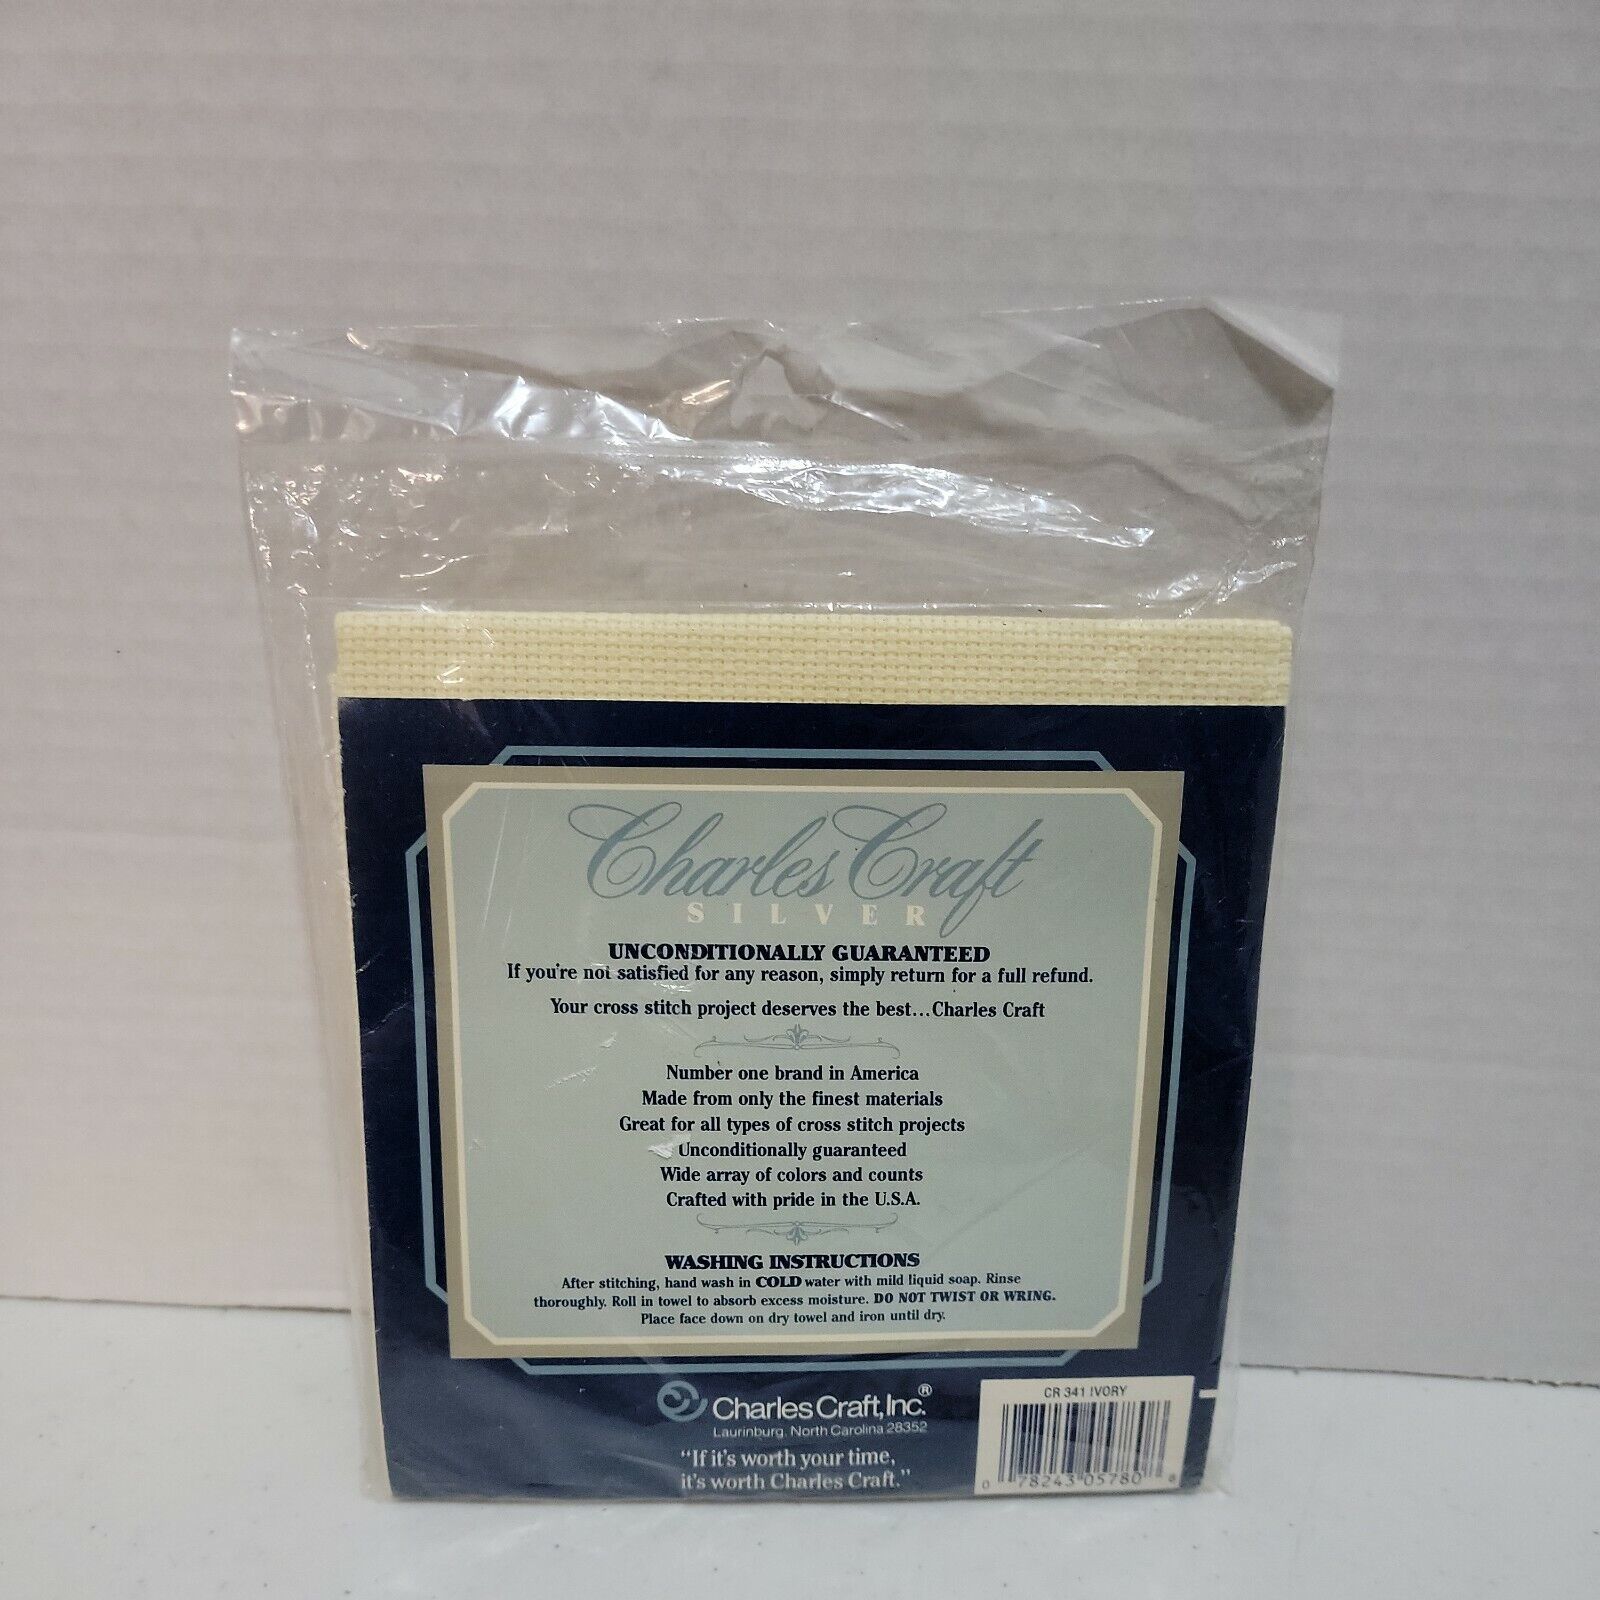 Charles Craft
SILVER
UNCONDITIONALLY GUARANTEED
If you're not satisfied for any reason, simply return for a full refund.
Your cross stitch project deserves the best...Charles Craft
Number one brand in America
Made from only the finest materials
Great for all types of cross stitch projects
Unconditionally guaranteed
Wide array of colors and counts
Crafted with pride in the U.S.A.
WASHING INSTRUCTIONS
After stitching, hand wash in COLD water with mild liquid soap. Rinse
thoroughly. Roll in towel to absorb excess moisture. DO NOT TWIST OR WRING.
Place face down on dry towel and iron until dry.
Charles Craft, Inc.®
Laurinburg, North Carolina 28352
"If it's worth your time,
it's worth Charles Craft."
CR 341 IVORY
0 78243 05780 8